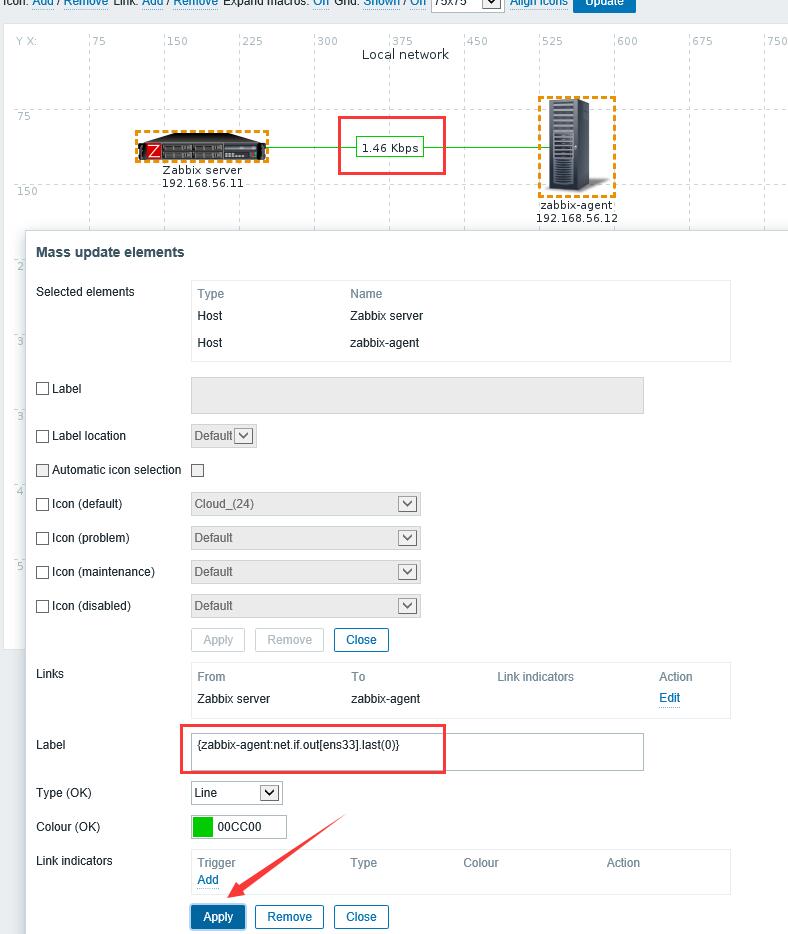 Icon: Add / Remove Link: Add / Remove Expand macros: On Grid: Shown / On 75x75 Align icons Update
Y X: 75 150 225 300 375 450 525 600 675 750
Local network
75
1.46 Kbps
Z
Zabbix server
192.168.56.11
150
zabbix-agent
192.168.56.12
2
3
3
4
5
Mass update elements
Selected elements
Type Name
Host Zabbix server
Host zabbix-agent
Label
Label location Default
Automatic icon selection
Icon (default) Cloud_(24)
Icon (problem) Default
Icon (maintenance) Default
Icon (disabled) Default
Apply Remove Close
Links From To Link indicators Action
Zabbix server zabbix-agent Edit
Label {zabbix-agent:net.if.out[ens33].last(0)}
Type (OK) Line
Colour (OK) 00CC00
Link indicators Trigger Type Colour Action
Add
Apply Remove Close